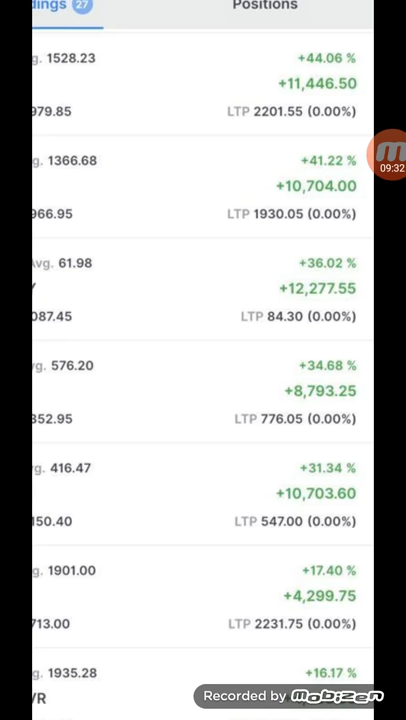 dings 27 Positions
g. 1528.23 +44.06 %
+11,446.50
979.85 LTP 2201.55 (0.00%)
g. 1366.68 +41.22 %
+10,704.00
966.95 LTP 1930.05 (0.00%)
09:32
Avg. 61.98 +36.02 %
Y +12,277.55
087.45 LTP 84.30 (0.00%)
vg. 576.20 +34.68 %
+8,793.25
352.95 LTP 776.05 (0.00%)
vg. 416.47 +31.34 %
+10,703.60
150.40 LTP 547.00 (0.00%)
g. 1901.00 +17.40 %
+4,299.75
713.00 LTP 2231.75 (0.00%)
g. 1935.28 +16.17 %
VR
Recorded by mobizen